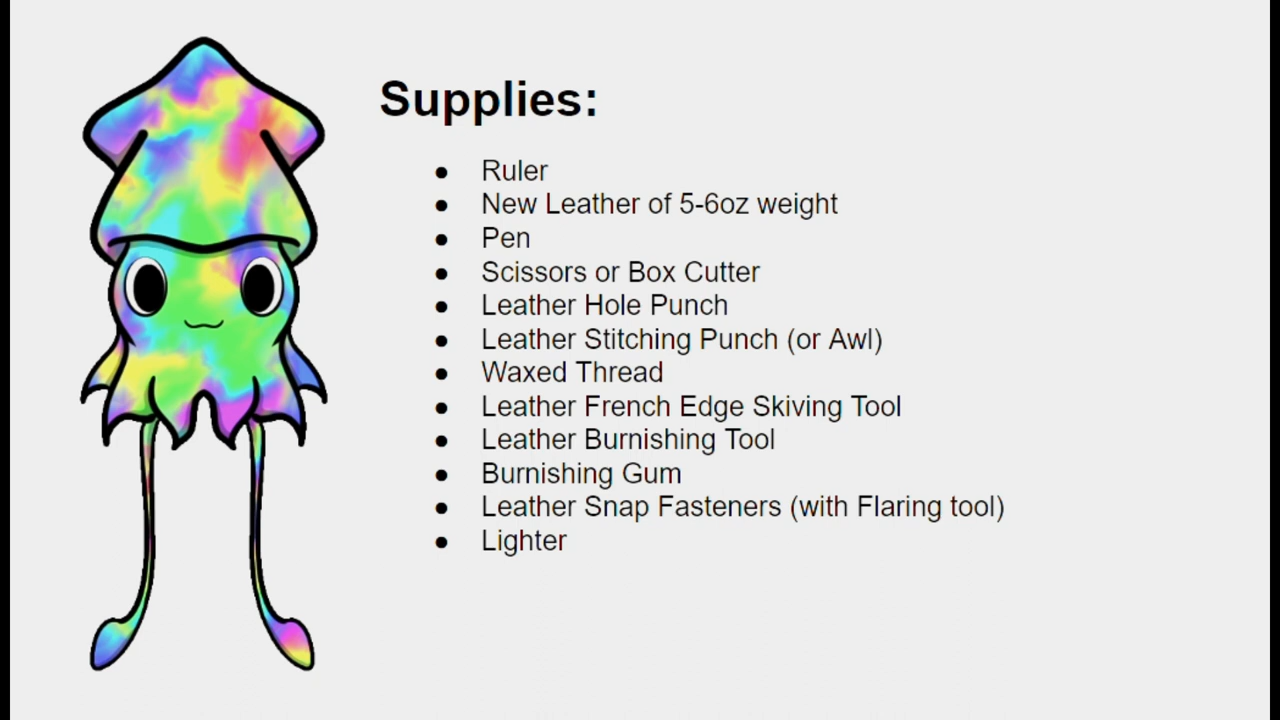 Supplies:
● Ruler
● New Leather of 5-6oz weight
● Pen
● Scissors or Box Cutter
● Leather Hole Punch
● Leather Stitching Punch (or Awl)
● Waxed Thread
● Leather French Edge Skiving Tool
● Leather Burnishing Tool
● Burnishing Gum
● Leather Snap Fasteners (with Flaring tool)
● Lighter